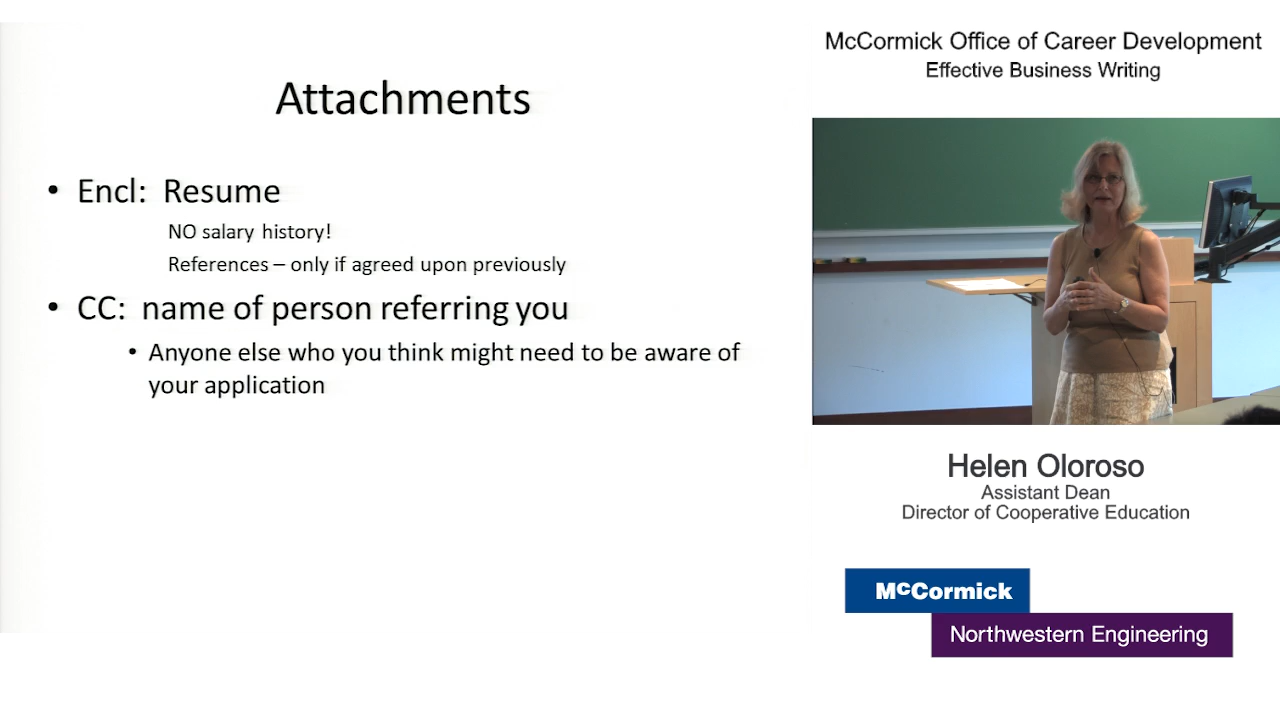 Attachments
• Encl: Resume
NO salary history!
References – only if agreed upon previously
• CC: name of person referring you
• Anyone else who you think might need to be aware of
your application
McCormick Office of Career Development
Effective Business Writing
Helen Oloroso
Assistant Dean
Director of Cooperative Education
McCormick
Northwestern Engineering